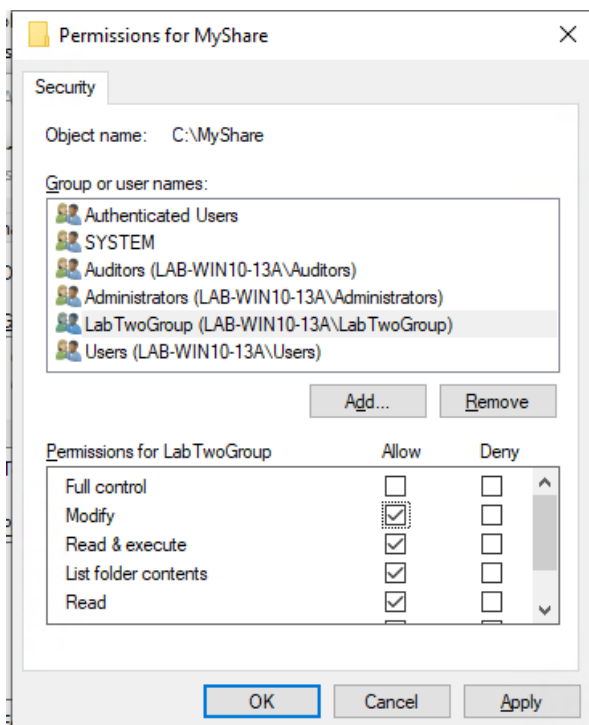 Permissions for MyShare
Security
Object name: C:\MyShare
Group or user names:
Authenticated Users
SYSTEM
Auditors (LAB-WIN10-13A\Auditors)
Administrators (LAB-WIN10-13A\Administrators)
LabTwoGroup (LAB-WIN10-13A\LabTwoGroup)
Users (LAB-WIN10-13A\Users)
Add... Remove
Permissions for LabTwoGroup Allow Deny
Full control
Modify
Read & execute
List folder contents
Read
OK Cancel Apply